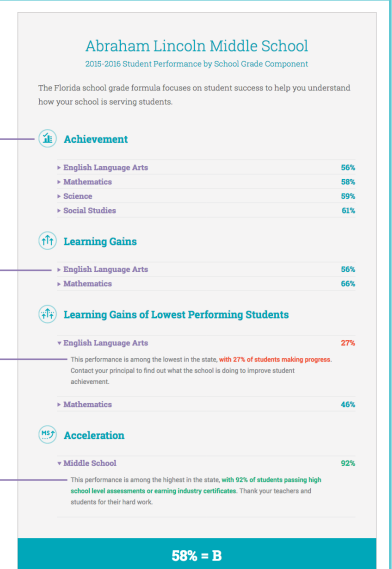 Abraham Lincoln Middle School
2015-2016 Student Performance by School Grade Component
The Florida school grade formula focuses on student success to help you understand
how your school is serving students.
Achievement
▸ English Language Arts 56%
▸ Mathematics 58%
▸ Science 59%
▸ Social Studies 61%
Learning Gains
▸ English Language Arts 56%
▸ Mathematics 66%
Learning Gains of Lowest Performing Students
▾ English Language Arts 27%
This performance is among the lowest in the state, with 27% of students making progress.
Contact your principal to find out what the school is doing to improve student
achievement.
▸ Mathematics 46%
MS Acceleration
▾ Middle School 92%
This performance is among the highest in the state, with 92% of students passing high
school level assessments or earning industry certificates. Thank your teachers and
students for their hard work.
58% = B